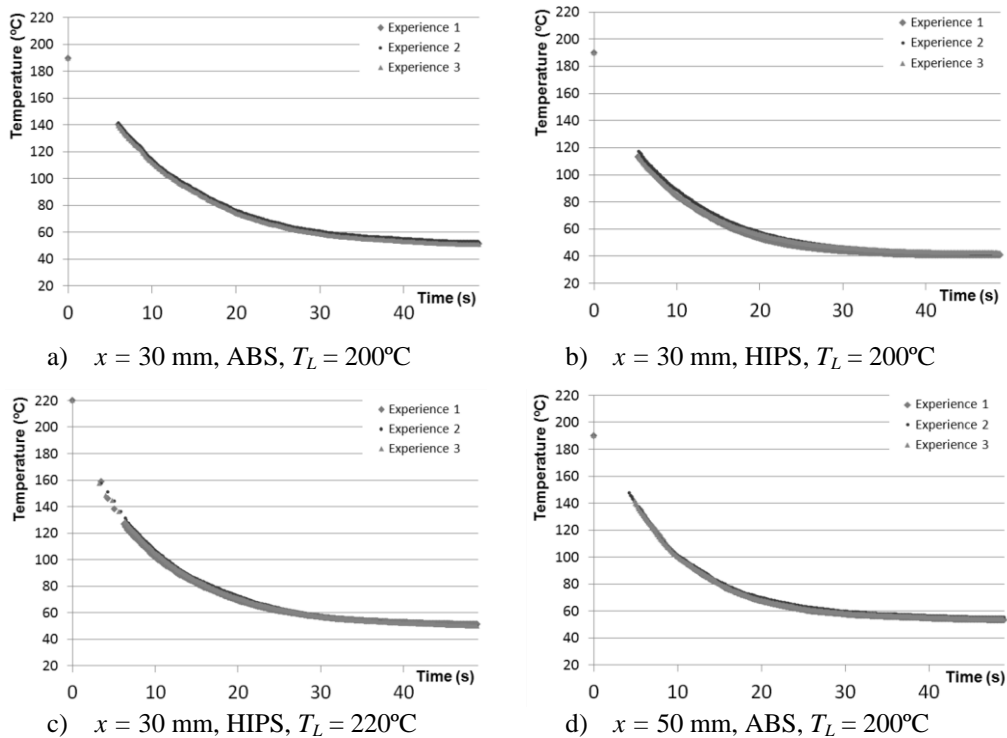 Temperature (ºC)
220
200
180
160
140
120
100
80
60
40
20
Experience 1
Experience 2
Experience 3
Time (s)
0
10
20
30
40
a) x = 30 mm, ABS, T_L = 200ºC
Temperature (ºC)
220
200
180
160
140
120
100
80
60
40
20
Experience 1
Experience 2
Experience 3
Time (s)
0
10
20
30
40
b) x = 30 mm, HIPS, T_L = 200ºC
Temperature (ºC)
220
200
180
160
140
120
100
80
60
40
20
Experience 1
Experience 2
Experience 3
Time (s)
0
10
20
30
40
c) x = 30 mm, HIPS, T_L = 220ºC
Temperature (ºC)
220
200
180
160
140
120
100
80
60
40
20
Experience 1
Experience 2
Experience 3
Time (s)
0
10
20
30
40
d) x = 50 mm, ABS, T_L = 200ºC